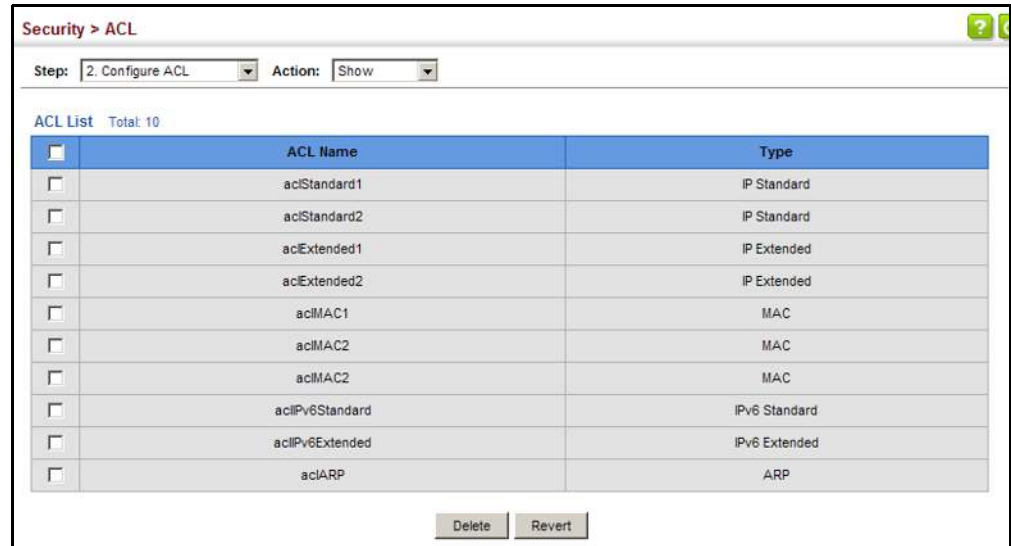 Security > ACL
?
Step: 2. Configure ACL Action: Show
ACL List Total: 10
ACL Name Type
aclStandard1 IP Standard
aclStandard2 IP Standard
aclExtended1 IP Extended
aclExtended2 IP Extended
aclMAC1 MAC
aclMAC2 MAC
aclMAC2 MAC
aclIPv6Standard IPv6 Standard
aclIPv6Extended IPv6 Extended
aclARP ARP
Delete Revert